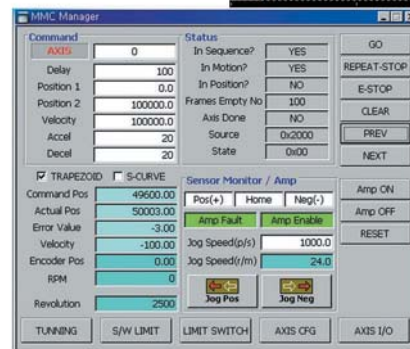 MMC Manager
Command
AXIS 0
Delay 100
Position 1 0.0
Position 2 100000.0
Velocity 100000.0
Accel 20
Decel 20
TRAPEZOID S-CURVE
Command Pos 49600.00
Actual Pos 50003.00
Error Value -3.00
Velocity -100.00
Encoder Pos 0.00
RPM 0
Revolution 2500
Status
In Sequence? YES
In Motion? YES
In Position? NO
Frames Empty No 100
Axis Done NO
Source 0x2000
State 0x00
Sensor Monitor / Amp
Pos(+) Home Neg(-)
Amp Fault Amp Enable
Jog Speed(p/s) 1000.0
Jog Speed(r/m) 24.0
Jog Pos Jog Neg
GO
REPEAT-STOP
E-STOP
CLEAR
PREV
NEXT
Amp ON
Amp OFF
RESET
TUNNING S/W LIMIT LIMIT SWITCH AXIS CFG AXIS I/O